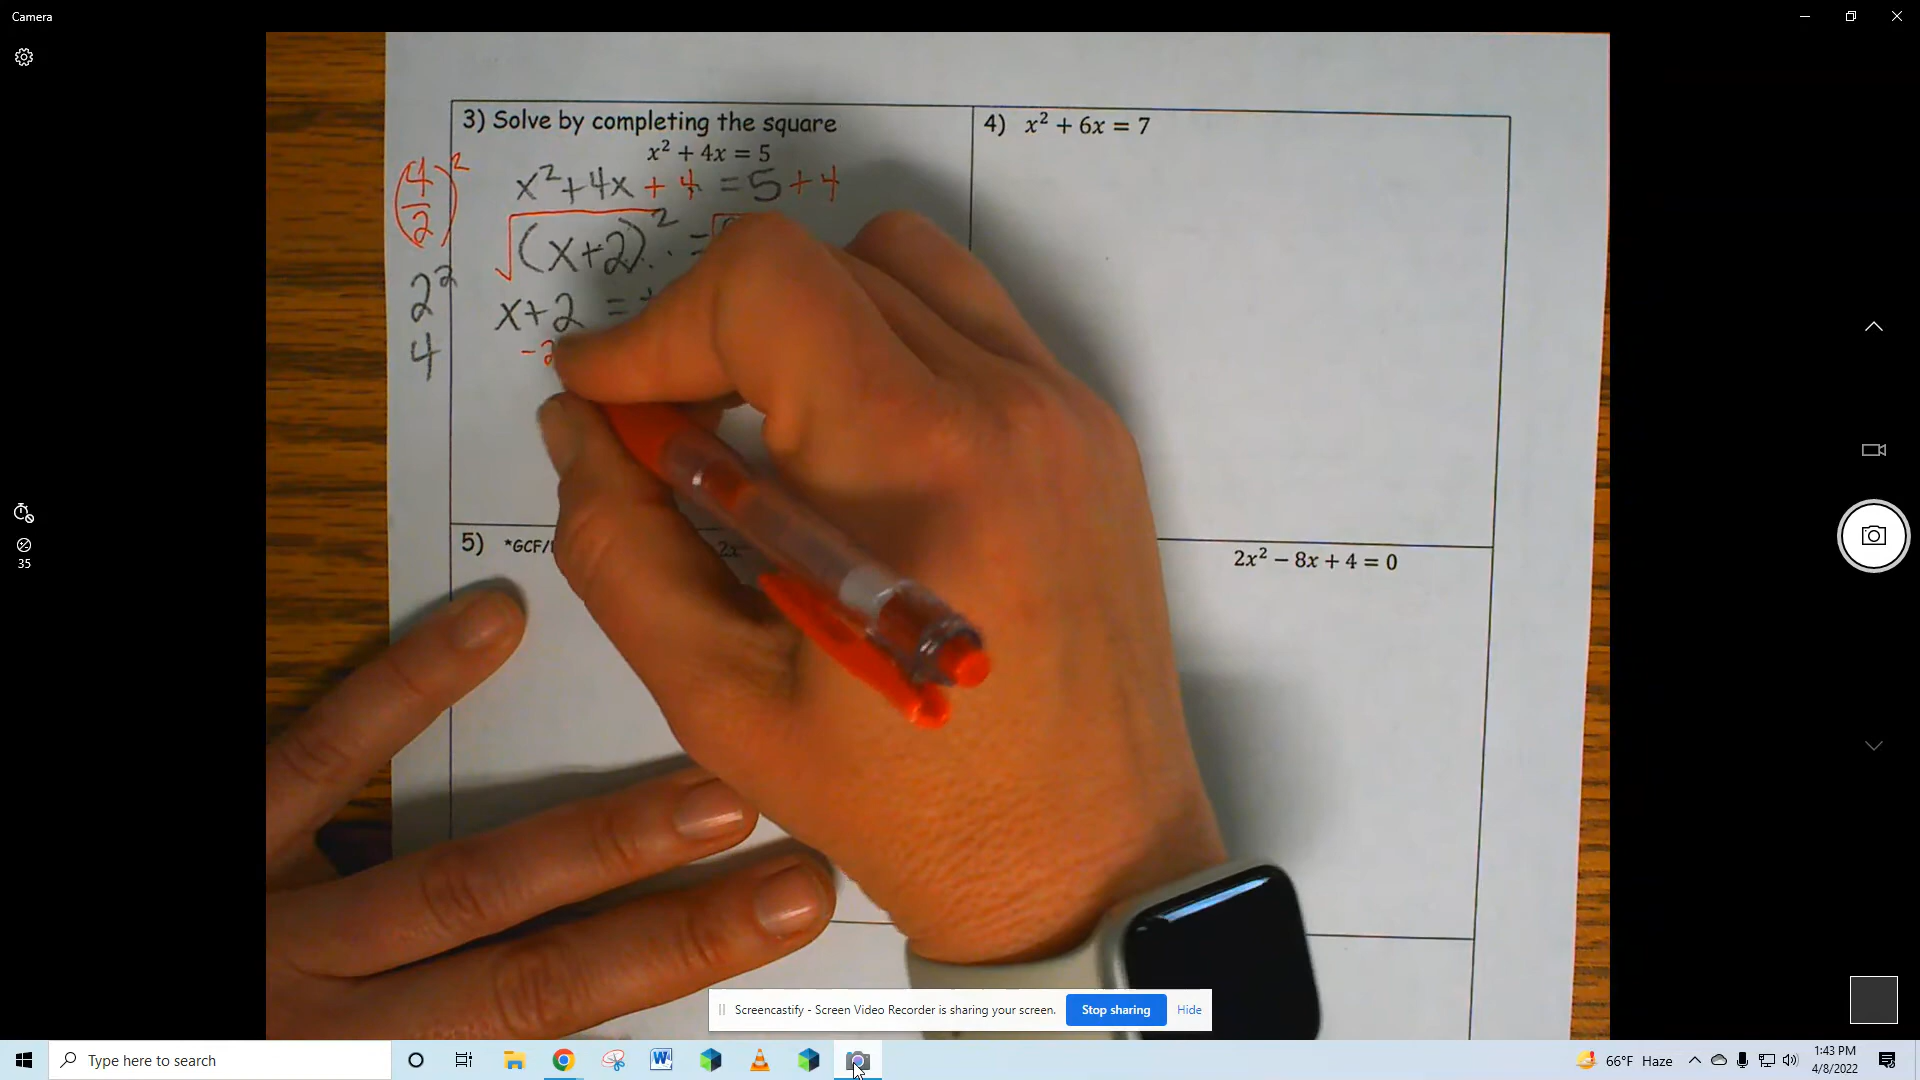 Camera
3) Solve by completing the square
x² + 4x = 5
x² + 4x + 4 = 5 + 4
(4/2)²
√(x+2)² =
2²
x+2 =
4
-2
4) x² + 6x = 7
5) *GCF/
2x
2x² − 8x + 4 = 0
35
Screencastify - Screen Video Recorder is sharing your screen.
Stop sharing
Hide
Type here to search
66°F Haze
1:43 PM
4/8/2022